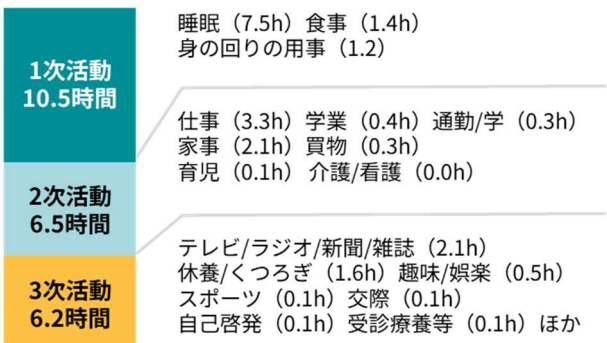 1次活動
10.5時間
睡眠（7.5h）食事（1.4h）
身の回りの用事（1.2）
2次活動
6.5時間
仕事（3.3h）学業（0.4h）通勤/学（0.3h）
家事（2.1h）買物（0.3h）
育児（0.1h） 介護/看護（0.0h）
3次活動
6.2時間
テレビ/ラジオ/新聞/雑誌（2.1h）
休養/くつろぎ（1.6h）趣味/娯楽（0.5h）
スポーツ（0.1h）交際（0.1h）
自己啓発（0.1h）受診療養等（0.1h）ほか